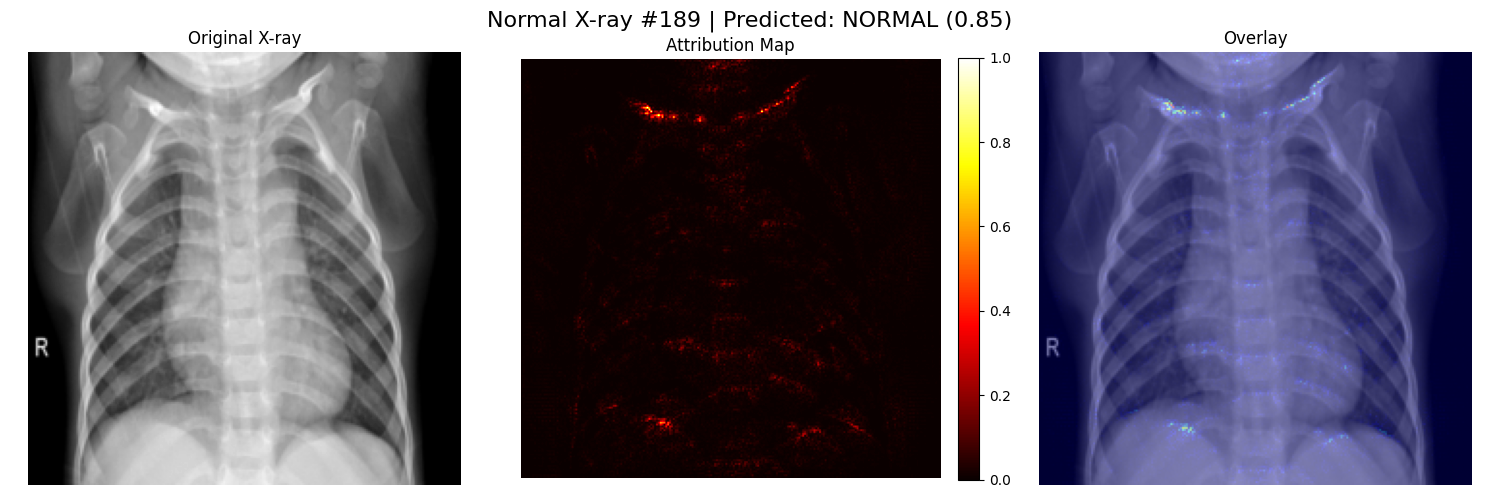 Normal X-ray #189 | Predicted: NORMAL (0.85)
Original X-ray
Attribution Map
Overlay
R
1.0
0.8
0.6
0.4
0.2
0.0
R